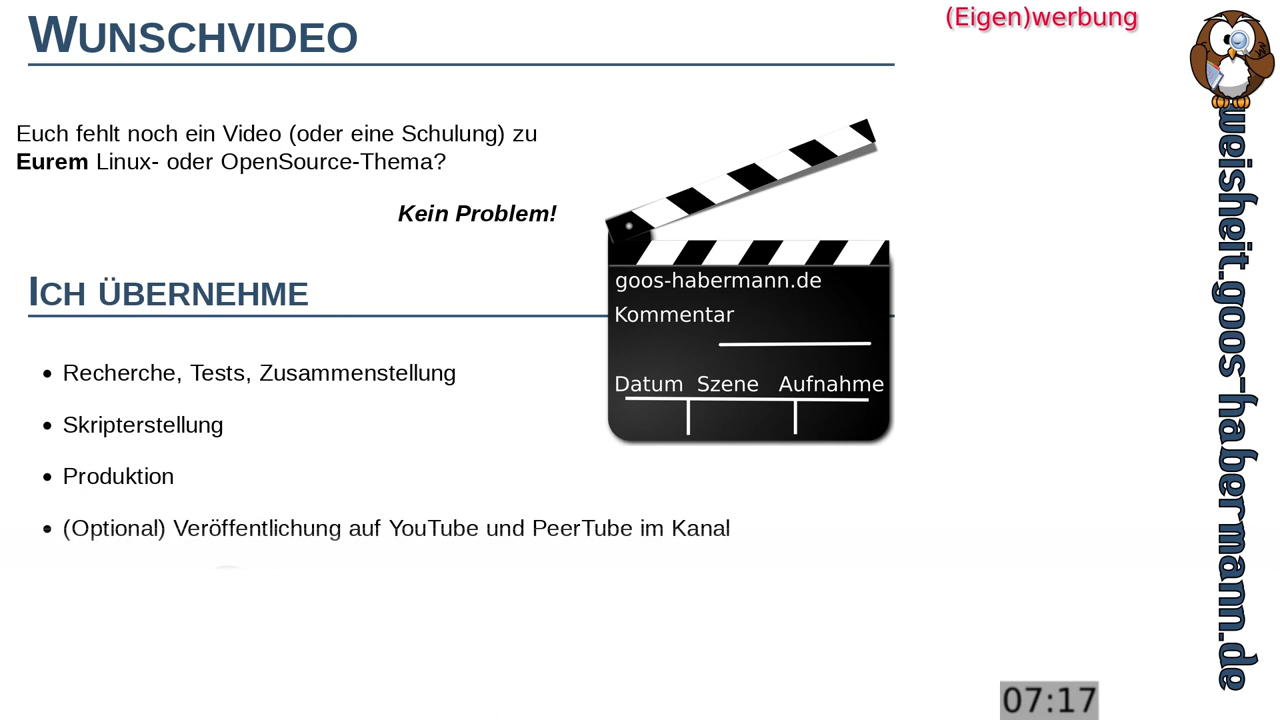 WUNSCHVIDEO
(Eigen)werbung
Euch fehlt noch ein Video (oder eine Schulung) zu
Eurem Linux- oder OpenSource-Thema?
Kein Problem!
ICH ÜBERNEHME
goos-habermann.de
Kommentar
Datum Szene Aufnahme
Recherche, Tests, Zusammenstellung
Skripterstellung
Produktion
(Optional) Veröffentlichung auf YouTube und PeerTube im Kanal
weisheit.goos-habermann.de
07:17